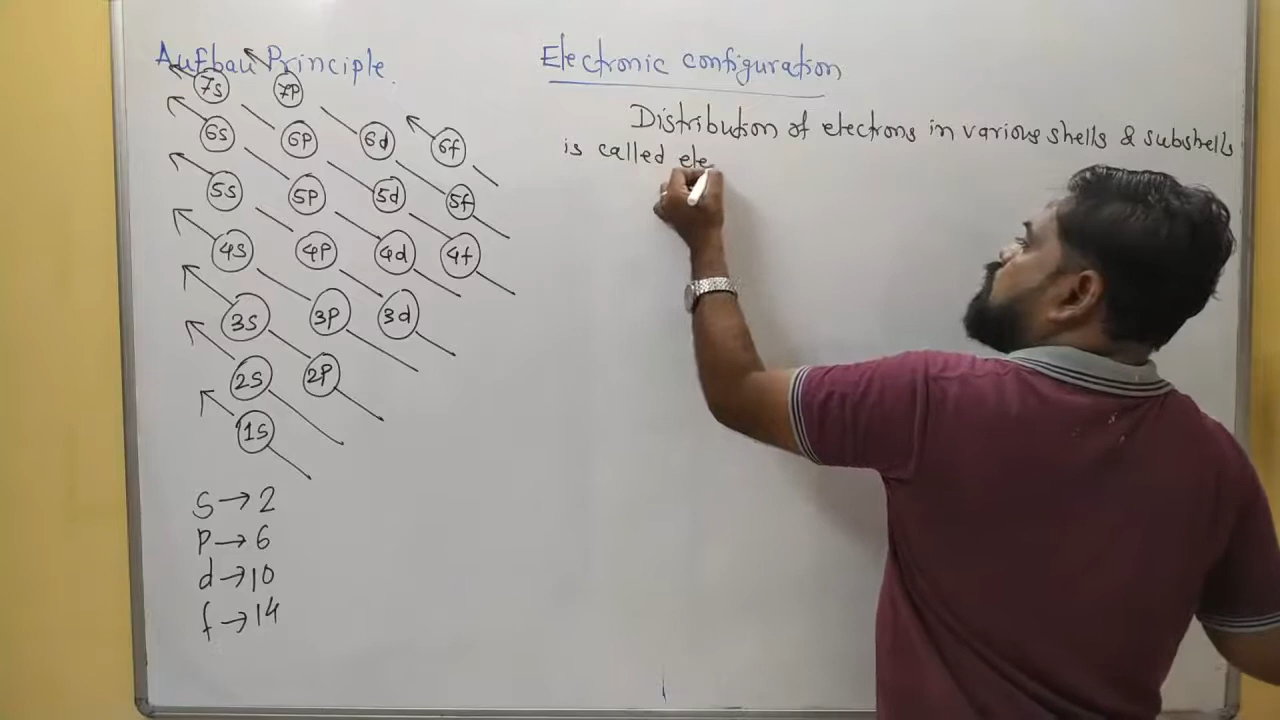 Aufbau Principle.
7s 7p
6s 6p 6d 6f
5s 5p 5d 5f
4s 4p 4d 4f
3s 3p 3d
2s 2p
1s
s → 2
p → 6
d → 10
f → 14
Electronic configuration
Distribution of electrons in various shells & subshells
is called ele